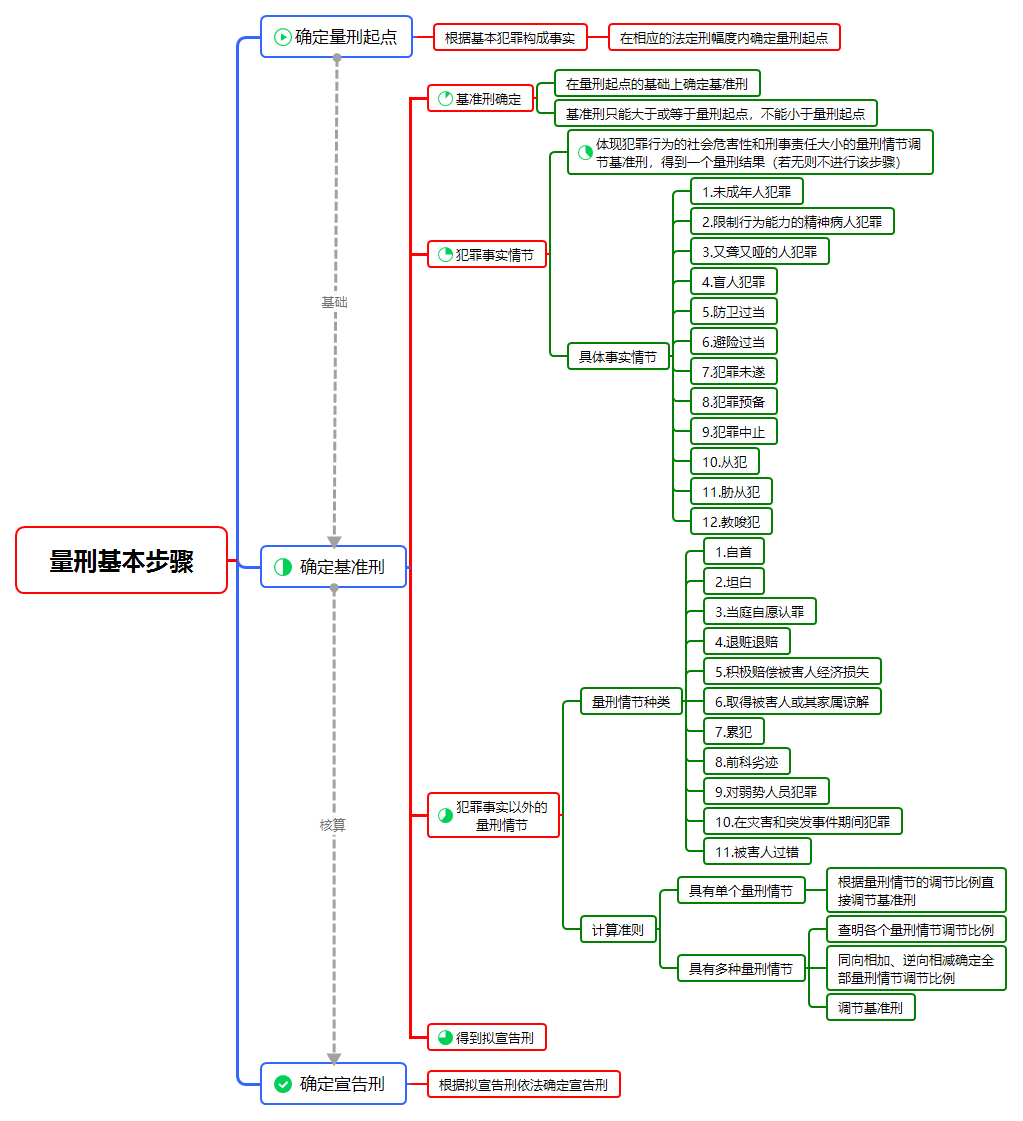 确定量刑起点
根据基本犯罪构成事实
在相应的法定刑幅度内确定量刑起点
基准刑确定
在量刑起点的基础上确定基准刑
基准刑只能大于或等于量刑起点，不能小于量刑起点
体现犯罪行为的社会危害性和刑事责任大小的量刑情节调
节基准刑，得到一个量刑结果（若无则不进行该步骤）
犯罪事实情节
具体事实情节
1.未成年人犯罪
2.限制行为能力的精神病人犯罪
3.又聋又哑的人犯罪
4.盲人犯罪
5.防卫过当
6.避险过当
7.犯罪未遂
8.犯罪预备
9.犯罪中止
10.从犯
11.胁从犯
12.教唆犯
基础
量刑基本步骤
确定基准刑
犯罪事实以外的
量刑情节
量刑情节种类
1.自首
2.坦白
3.当庭自愿认罪
4.退赃退赔
5.积极赔偿被害人经济损失
6.取得被害人或其家属谅解
7.累犯
8.前科劣迹
9.对弱势人员犯罪
10.在灾害和突发事件期间犯罪
11.被害人过错
计算准则
具有单个量刑情节
根据量刑情节的调节比例直
接调节基准刑
具有多种量刑情节
查明各个量刑情节调节比例
同向相加、逆向相减确定全
部量刑情节调节比例
调节基准刑
核算
得到拟宣告刑
确定宣告刑
根据拟宣告刑依法确定宣告刑